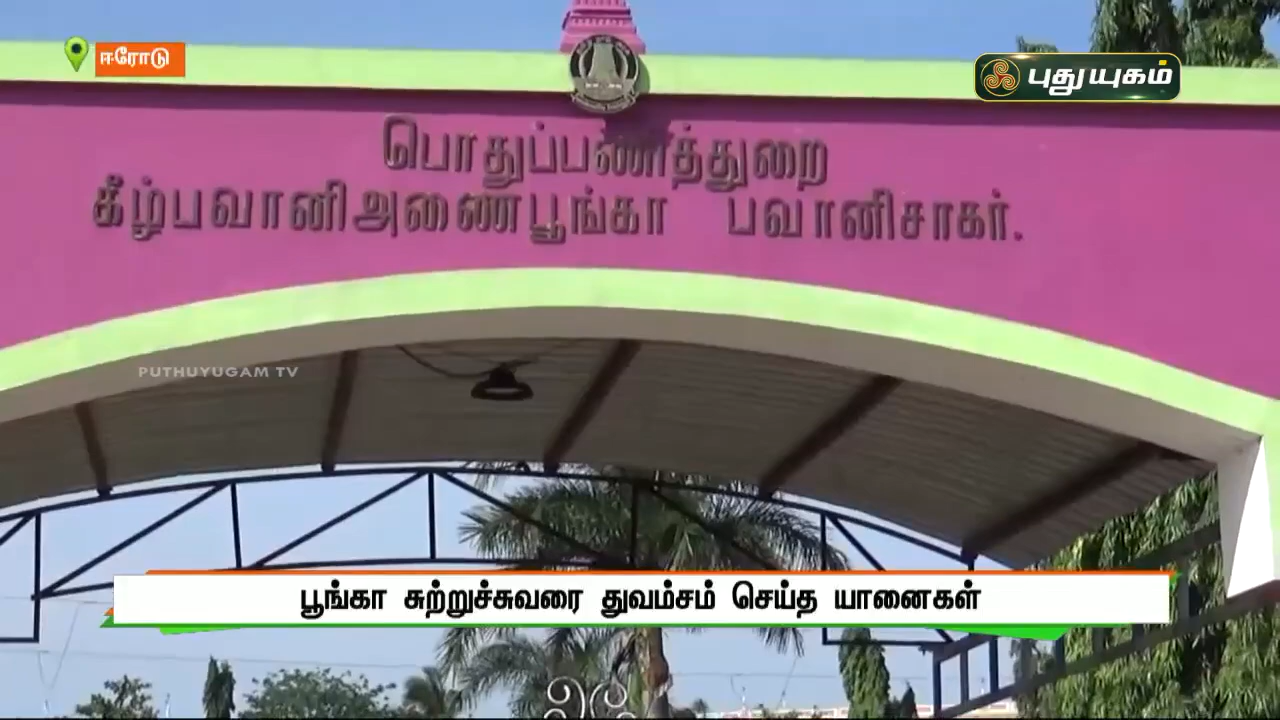 ஈரோடு
புதுயுகம்
பொதுப்பணித்துறை
கீழ்பவானிஅணைபூங்கா பவானிசாகர்.
PUTHUYUGAM TV
பூங்கா சுற்றுச்சுவரை துவம்சம் செய்த யானைகள்